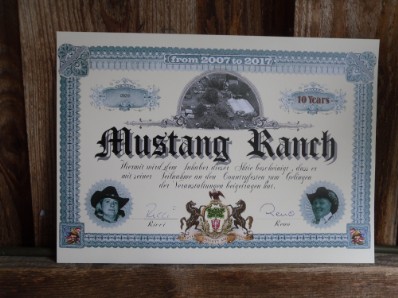 from 2007 to 2017
10 Years
Mustang Ranch
Hiermit wird dem Inhaber dieser Aktie bescheinigt, dass er
mit seiner Teilnahme an den Countryfesten zum Gelingen
der Veranstaltungen beigetragen hat.